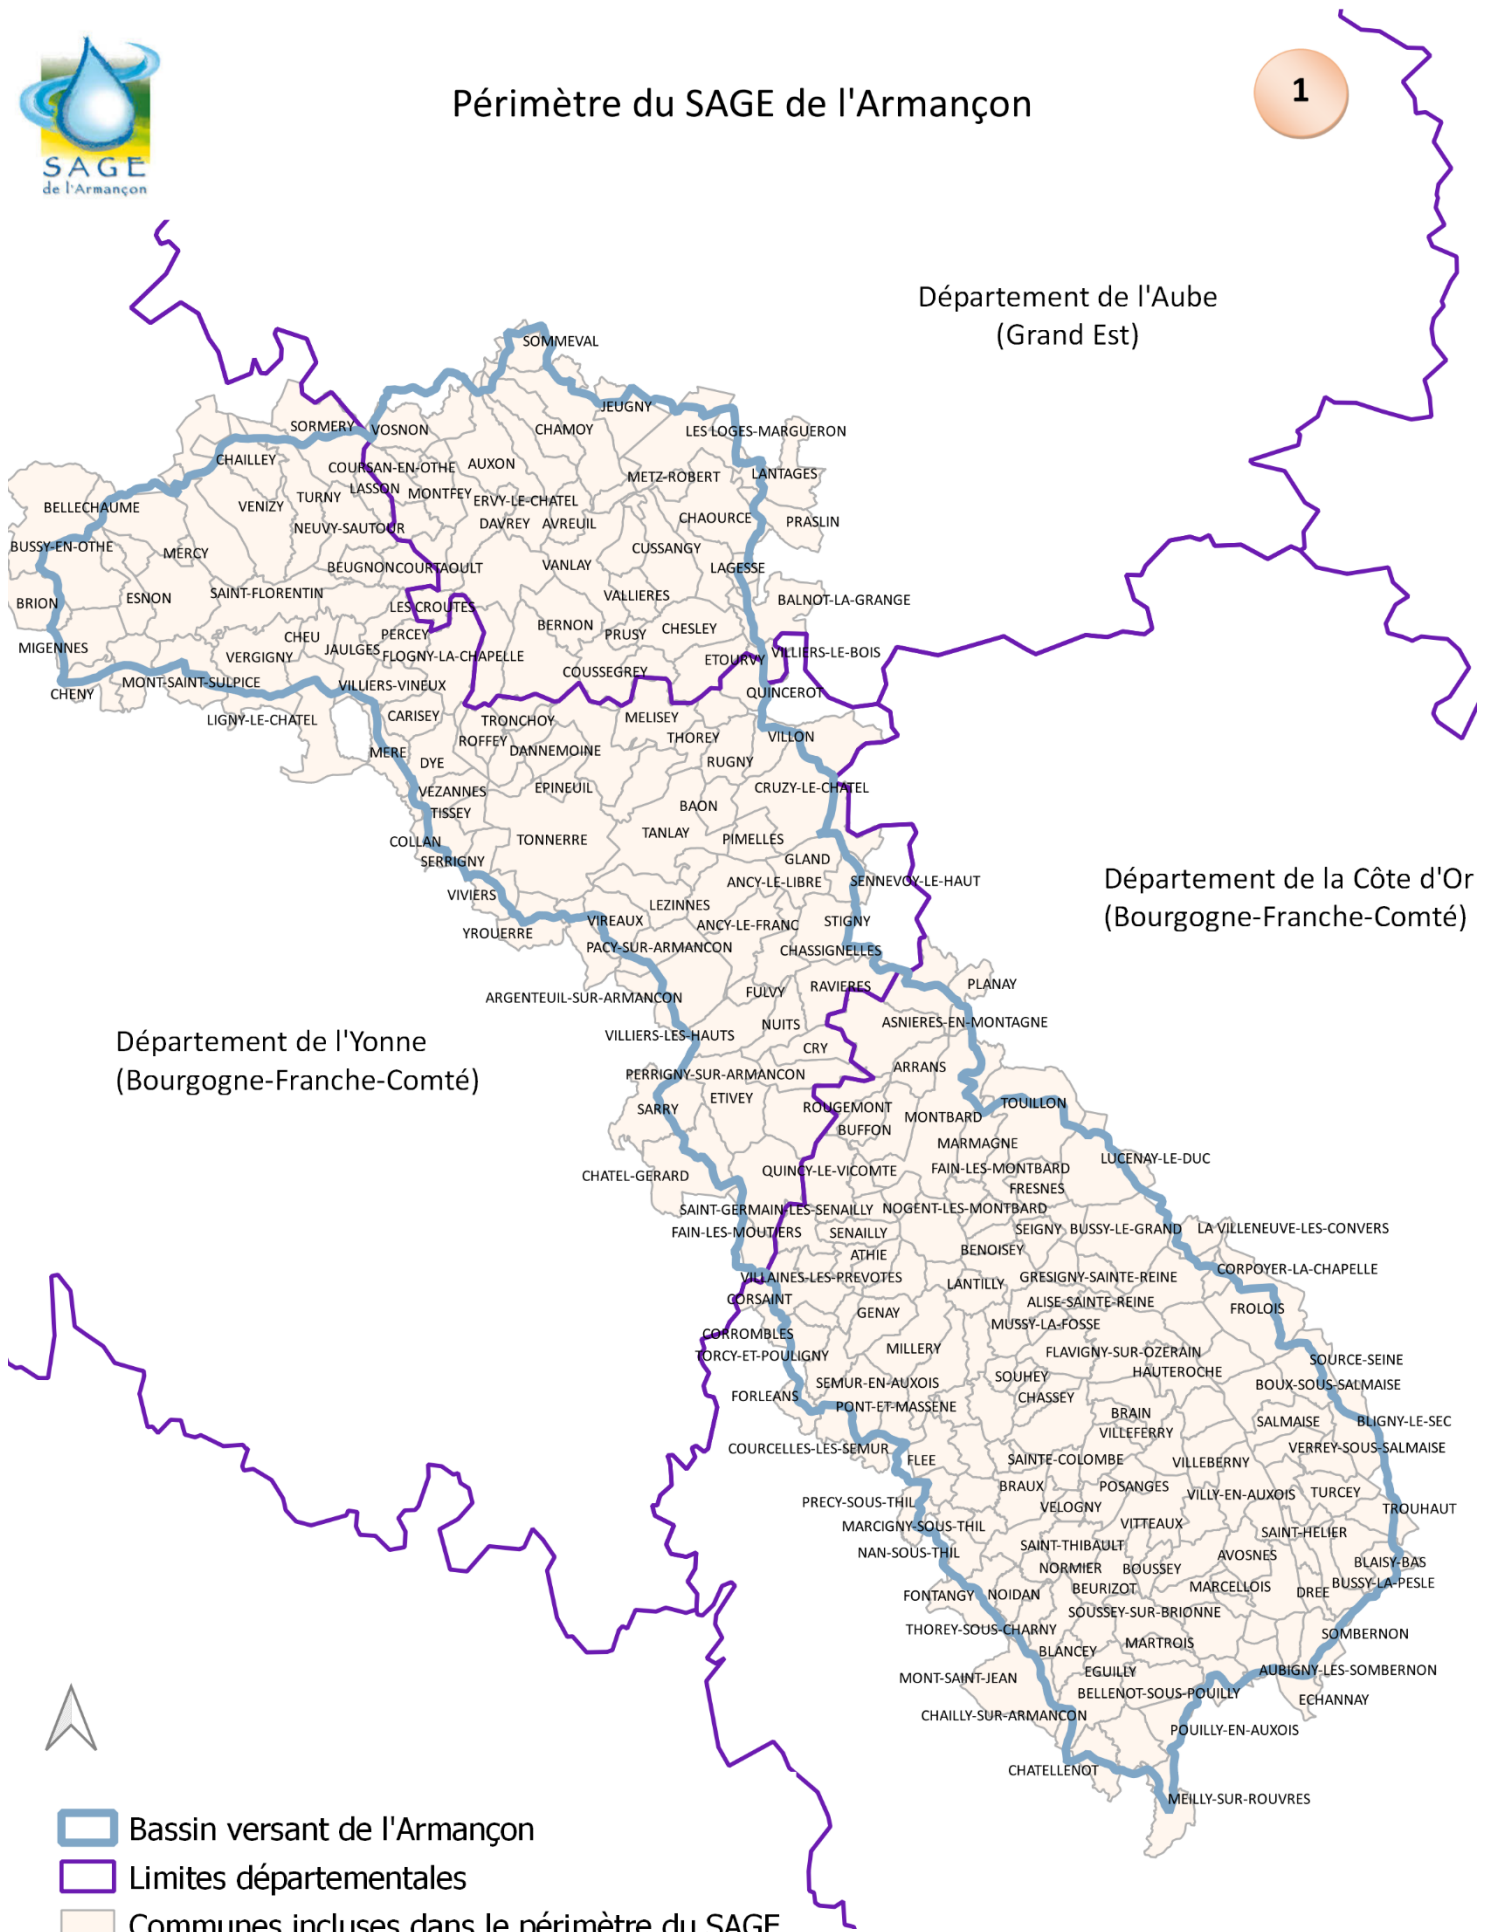 Périmètre du SAGE de l'Armançon
1
SAGE
de l'Armançon
Département de l'Aube
(Grand Est)
SOMMEVAL
JEUGNY
SORMERY
VOSNON
CHAMOY
LES LOGES-MARGUERON
CHAILLEY
COURSAN-EN-OTHE
AUXON
METZ-ROBERT
LANTAGES
LASSON
MONTFEY
TURNY
ERVY-LE-CHATEL
BELLECHAUME
VENIZY
NEUVY-SAUTOUR
DAVREY
AVREUIL
CHAOURCE
PRASLIN
BUSSY-EN-OTHE
MERCY
CUSSANGY
BEUGNON
COURTAOULT
VANLAY
LAGESSE
BRION
ESNON
SAINT-FLORENTIN
LES CROUTES
VALLIERES
BALNOT-LA-GRANGE
MIGENNES
CHEU
PERCEY
BERNON
PRUSY
CHESLEY
VERGIGNY
JAULGES
FLOGNY-LA-CHAPELLE
ETOURVY
VILLIERS-LE-BOIS
COUSSEGREY
CHENY
MONT-SAINT-SULPICE
VILLIERS-VINEUX
QUINCEROT
LIGNY-LE-CHATEL
CARISEY
TRONCHOY
MELISEY
ROFFEY
THOREY
VILLON
MERE
DANNEMOINE
DYE
RUGNY
VEZANNES
EPINEUIL
CRUZY-LE-CHATEL
TISSEY
BAON
COLLAN
TONNERRE
TANLAY
PIMELLES
SERRIGNY
GLAND
ANCY-LE-LIBRE
SENNEVOY-LE-HAUT
Département de la Côte d'Or
(Bourgogne-Franche-Comté)
VIVIERS
LEZINNES
VIREAUX
ANCY-LE-FRANC
STIGNY
YROUERRE
PACY-SUR-ARMANCON
CHASSIGNELLES
ARGENTEUIL-SUR-ARMANCON
FULVY
RAVIERES
PLANAY
VILLIERS-LES-HAUTS
NUITS
ASNIERES-EN-MONTAGNE
Département de l'Yonne
(Bourgogne-Franche-Comté)
CRY
PERRIGNY-SUR-ARMANCON
ARRANS
SARRY
ETIVEY
ROUGEMONT
MONTBARD
TOUILLON
BUFFON
MARMAGNE
LUCENAY-LE-DUC
CHATEL-GERARD
QUINCY-LE-VICOMTE
FAIN-LES-MONTBARD
FRESNES
SAINT-GERMAIN-LES-SENAILLY
NOGENT-LES-MONTBARD
FAIN-LES-MOUTIERS
SENAILLY
SEIGNY
BUSSY-LE-GRAND
LA VILLENEUVE-LES-CONVERS
ATHIE
BENOISEY
CORPOYER-LA-CHAPELLE
VILLAINES-LES-PREVOTES
LANTILLY
GRESIGNY-SAINTE-REINE
CORSAINT
GENAY
ALISE-SAINTE-REINE
FROLOIS
CORROMBLES
MUSSY-LA-FOSSE
TORCY-ET-POULIGNY
MILLERY
FLAVIGNY-SUR-OZERAIN
SOURCE-SEINE
FORLEANS
SEMUR-EN-AUXOIS
SOUHEY
HAUTEROCHE
BOUX-SOUS-SALMAISE
PONT-ET-MASSENE
CHASSEY
BRAIN
SALMAISE
BLIGNY-LE-SEC
COURCELLES-LES-SEMUR
VILLEFERRY
VERREY-SOUS-SALMAISE
FLEE
SAINTE-COLOMBE
VILLEBERNY
BRAUX
POSANGES
VILLY-EN-AUXOIS
TURCEY
PRECY-SOUS-THIL
VELOGNY
TROUHAUT
MARCIGNY-SOUS-THIL
VITTEAUX
SAINT-HELIER
NAN-SOUS-THIL
SAINT-THIBAULT
AVOSNES
BLAISY-BAS
NORMIER
BOUSSEY
FONTANGY
NOIDAN
BEURIZOT
MARCELLOIS
DREE
BUSSY-LA-PESLE
THOREY-SOUS-CHARNY
SOUSSEY-SUR-BRIONNE
SOMBERNON
BLANCEY
MARTROIS
MONT-SAINT-JEAN
EGUILLY
AUBIGNY-LES-SOMBERNON
BELLENOT-SOUS-POUILLY
ECHANNAY
CHAILLY-SUR-ARMANCON
POUILLY-EN-AUXOIS
CHATELLENOT
MEILLY-SUR-ROUVRES
Bassin versant de l'Armançon
Limites départementales
Communes incluses dans le périmètre du SAGE